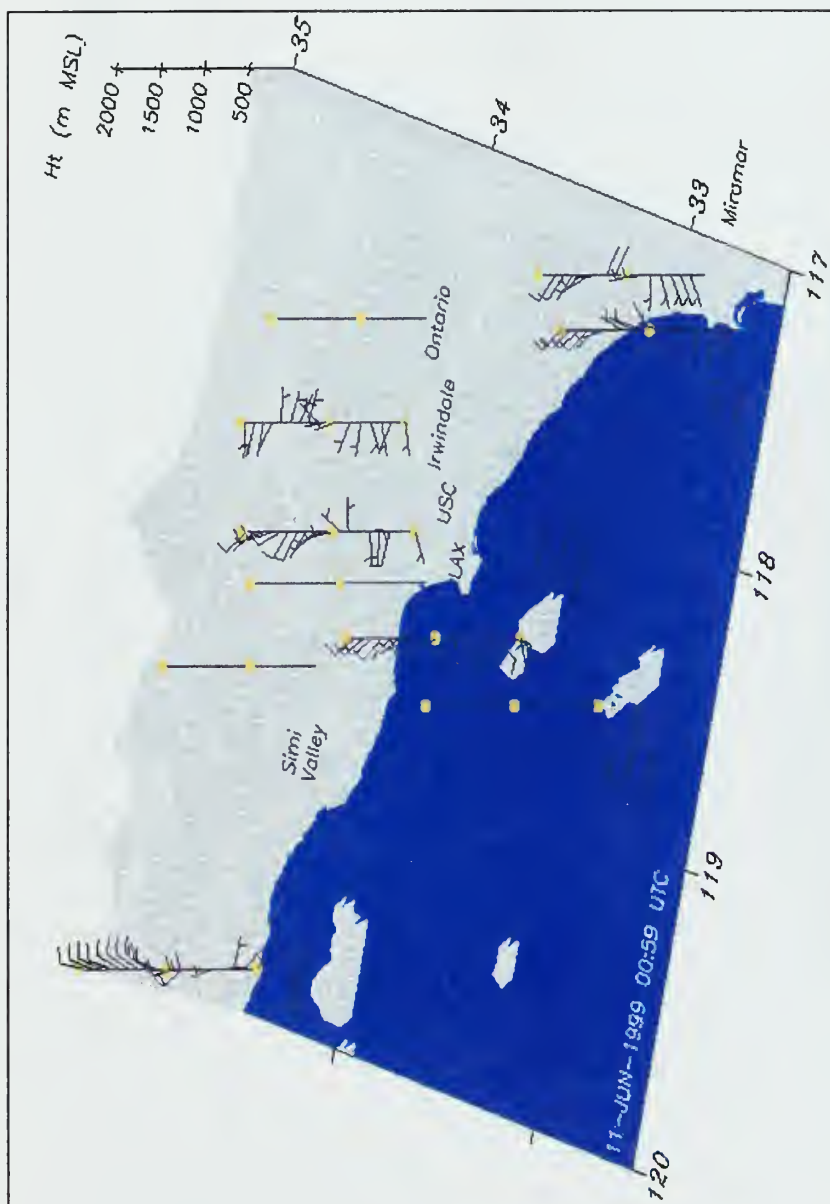 Ht (m MSL)
2000
1500
1000
500
35
34
33
Miramar
Ontario
Irwindale
USC
LAX
Simi
Valley
117
118
119
120
11-JUN-1999 00:59 UTC